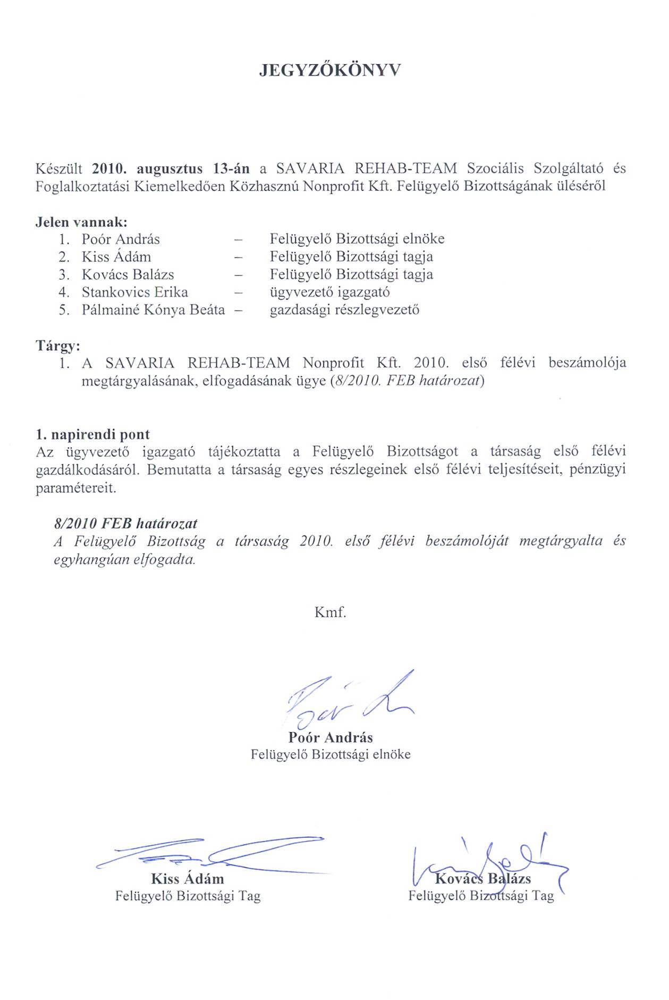 JEGYZŐKÖNYV
Készült 2010. augusztus 13-án a SAVARIA REHAB-TEAM Szociális Szolgáltató és
Foglalkoztatási Kiemelkedően Közhasznú Nonprofit Kft. Felügyelő Bizottságának üléséről
Jelen vannak:
1. Poór András – Felügyelő Bizottsági elnöke
2. Kiss Ádám – Felügyelő Bizottsági tagja
3. Kovács Balázs – Felügyelő Bizottsági tagja
4. Stankovics Erika – ügyvezető igazgató
5. Pálmainé Kónya Beáta – gazdasági részlegvezető
Tárgy:
1. A SAVARIA REHAB-TEAM Nonprofit Kft. 2010. első félévi beszámolója
megtárgyalásának, elfogadásának ügye (8/2010. FEB határozat)
1. napirendi pont
Az ügyvezető igazgató tájékoztatta a Felügyelő Bizottságot a társaság első félévi
gazdálkodásáról. Bemutatta a társaság egyes részlegeinek első félévi teljesítéseit, pénzügyi
paramétereit.
8/2010 FEB határozat
A Felügyelő Bizottság a társaság 2010. első félévi beszámolóját megtárgyalta és
egyhangúan elfogadta.
Kmf.
Poór András
Felügyelő Bizottsági elnöke
Kiss Ádám
Felügyelő Bizottsági Tag
Kovács Balázs
Felügyelő Bizottsági Tag